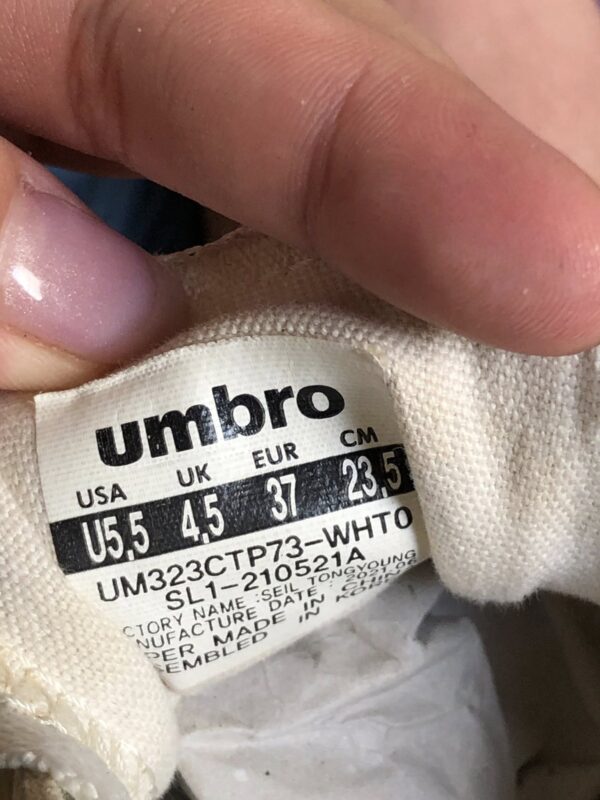 umbro
USA UK EUR CM
U5.5 4.5 37 23.5
UM323CTP73-WHT0
SL1-210521A
CTORY NAME :SEIL TONGYOUNG
NUFACTURE DATE : 2021.06
PER MADE IN CHIN
SEMBLED IN KOREA